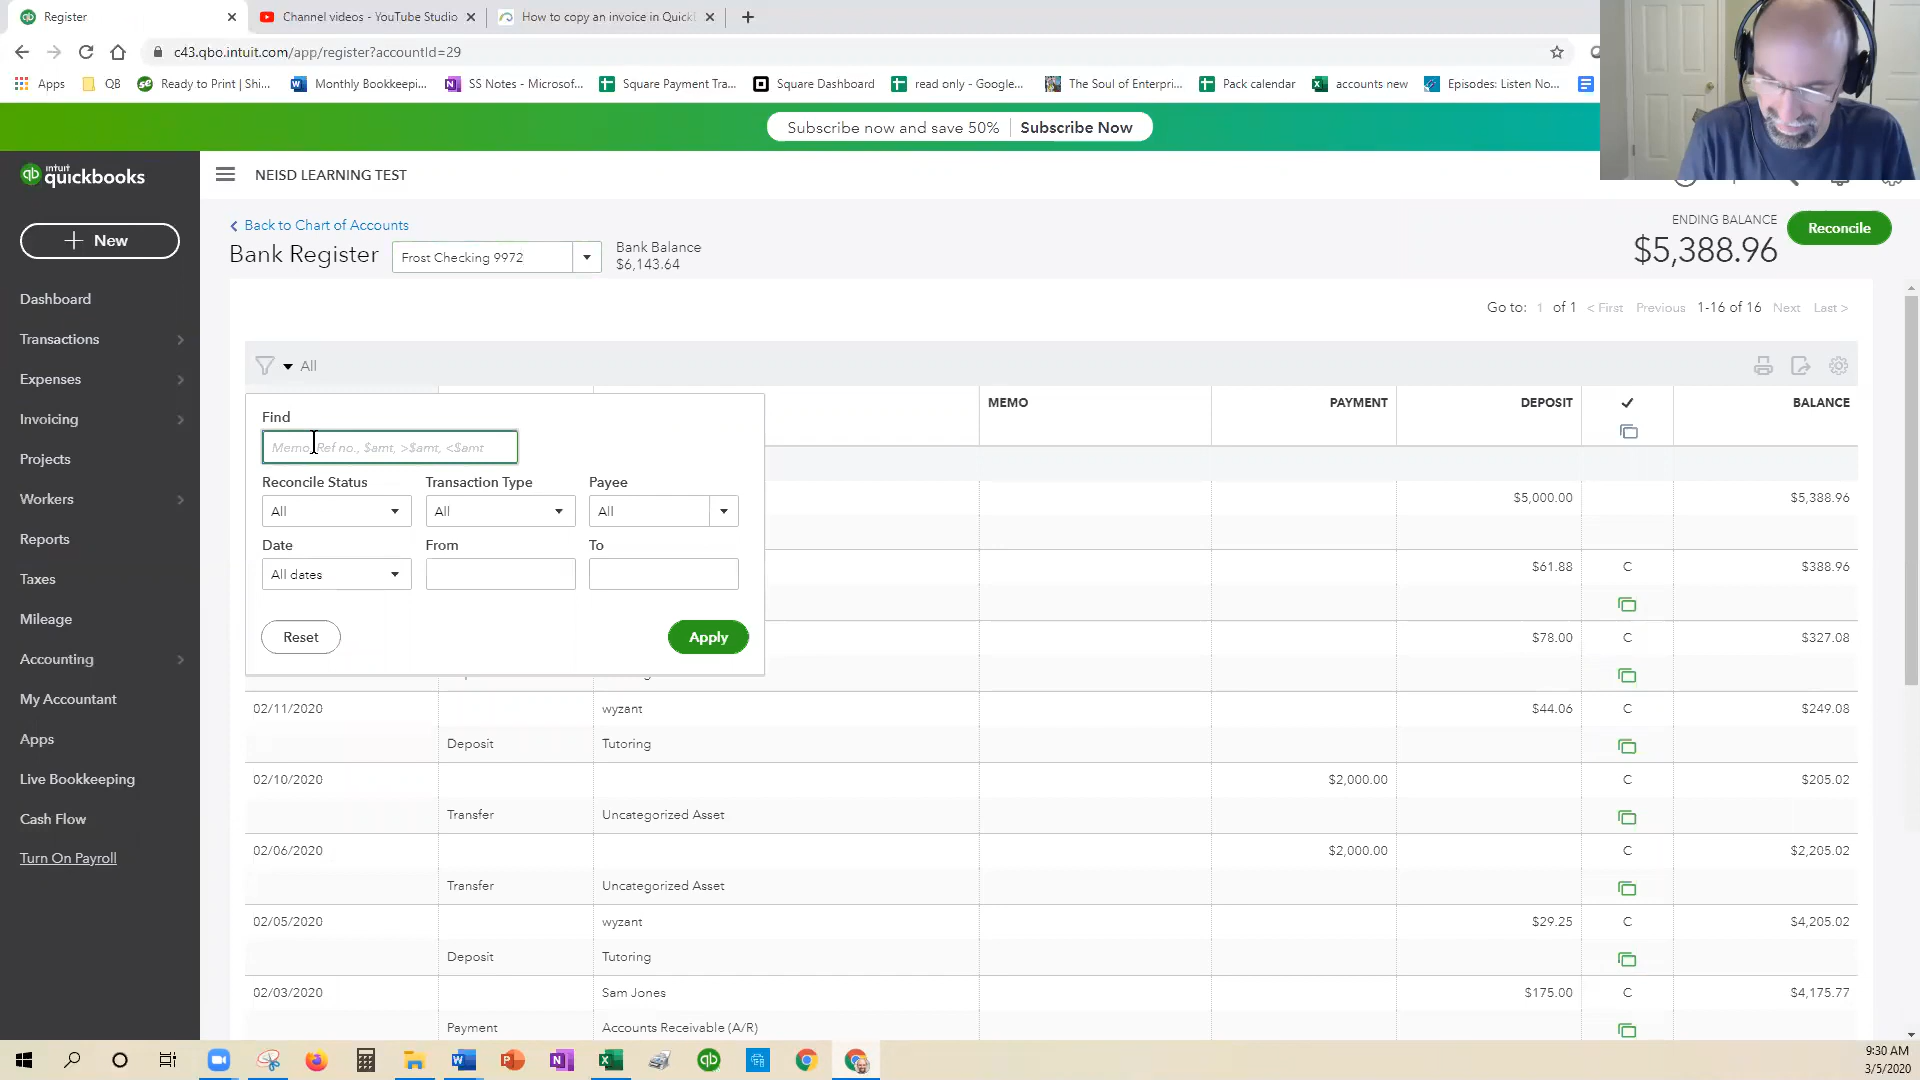 Register
Channel videos - YouTube Studio
How to copy an invoice in Quick
c43.qbo.intuit.com/app/register?accountId=29
Apps
QB
Ready to Print | Shi...
Monthly Bookkeepi...
SS Notes - Microsof...
Square Payment Tra...
Square Dashboard
read only - Google...
The Soul of Enterpri...
Pack calendar
accounts new
Episodes: Listen No...
Subscribe now and save 50% Subscribe Now
intuit
quickbooks
NEISD LEARNING TEST
+ New
Dashboard
Transactions
Expenses
Invoicing
Projects
Workers
Reports
Taxes
Mileage
Accounting
My Accountant
Apps
Live Bookkeeping
Cash Flow
Turn On Payroll
Back to Chart of Accounts
Bank Register
Frost Checking 9972
Bank Balance
$6,143.64
ENDING BALANCE
$5,388.96
Reconcile
Go to: 1 of 1 < First Previous 1-16 of 16 Next Last >
All
Find
Memo, Ref no., $amt, >$amt, <$amt
Reconcile Status Transaction Type Payee
All All All
Date From To
All dates
Reset Apply
MEMO PAYMENT DEPOSIT BALANCE
$5,000.00 $5,388.96
$61.88 C $388.96
$78.00 C $327.08
02/11/2020 wyzant $44.06 C $249.08
Deposit Tutoring
02/10/2020 $2,000.00 C $205.02
Transfer Uncategorized Asset
02/06/2020 $2,000.00 C $2,205.02
Transfer Uncategorized Asset
02/05/2020 wyzant $29.25 C $4,205.02
Deposit Tutoring
02/03/2020 Sam Jones $175.00 C $4,175.77
Payment Accounts Receivable (A/R)
9:30 AM
3/5/2020